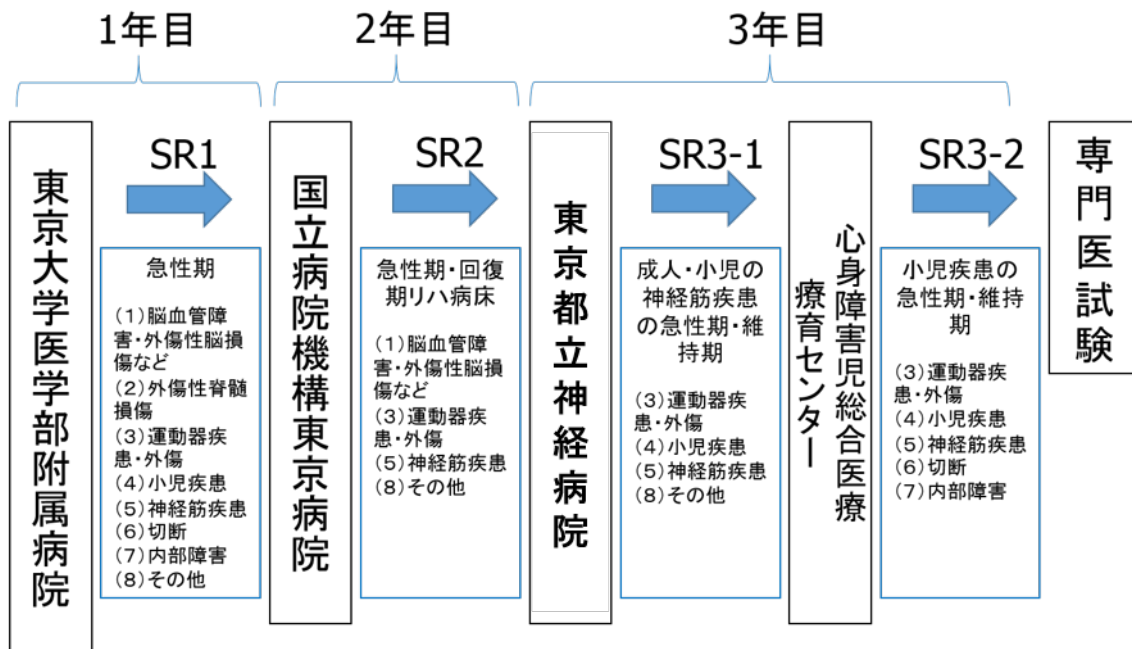 1年目
2年目
3年目
東京大学医学部附属病院
SR1
急性期
(1)脳血管障
害・外傷性脳損
傷など
(2)外傷性脊髄
損傷
(3)運動器疾
患・外傷
(4)小児疾患
(5)神経筋疾患
(6)切断
(7)内部障害
(8)その他
国立病院機構東京病院
SR2
急性期・回復
期リハ病床
(1)脳血管障
害・外傷性脳損
傷など
(3)運動器疾
患・外傷
(5)神経筋疾患
(8)その他
東京都立神経病院
SR3-1
成人・小児の
神経筋疾患
の急性期・維
持期
(3)運動器疾
患・外傷
(4)小児疾患
(5)神経筋疾患
(8)その他
心身障害児総合医療
療育センター
SR3-2
小児疾患の
急性期・維持
期
(3)運動器疾
患・外傷
(4)小児疾患
(5)神経筋疾患
(6)切断
(7)内部障害
専門医試験